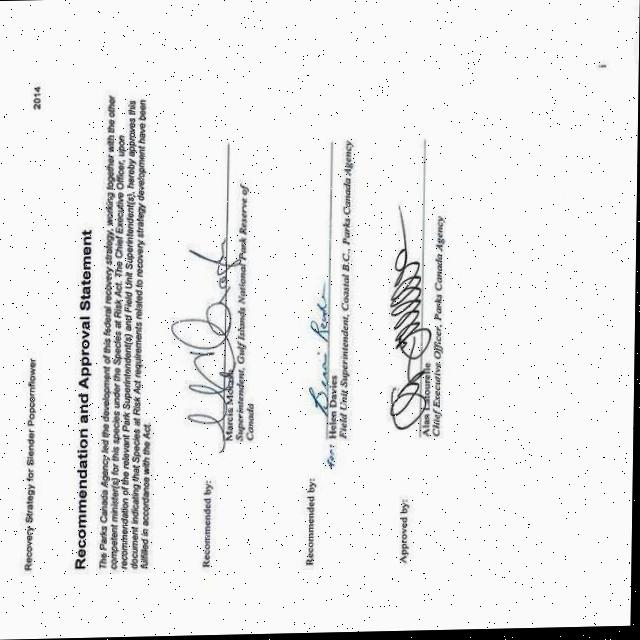 Recovery Strategy for Slender Popcornflower 2014
Recommendation and Approval Statement
The Parks Canada Agency led the development of this federal recovery strategy, working together with the other
competent minister(s) for this species under the Species at Risk Act. The Chief Executive Officer, upon
recommendation of the relevant Park Superintendent(s) and Field Unit Superintendent(s), hereby approves this
document indicating that Species at Risk Act requirements related to recovery strategy development have been
fulfilled in accordance with the Act.
Recommended by:
Marcia
Superintendent, Gulf Islands National Park Reserve of
Canada
Recommended by:
for:
Helen Davies
Field Unit Superintendent, Coastal B.C., Parks Canada Agency
Approved by:
Alan Latourelle
Chief Executive Officer, Parks Canada Agency
i